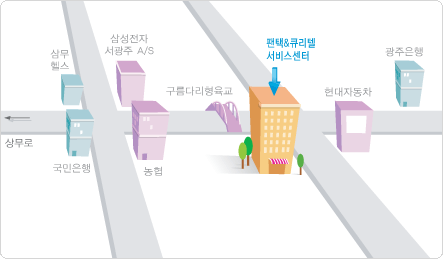 삼성전자
서광주 A/S
삼무
헬스
팬택&큐리텔
서비스센터
광주은행
구름다리형육교
현대자동차
상무로
국민은행
농협